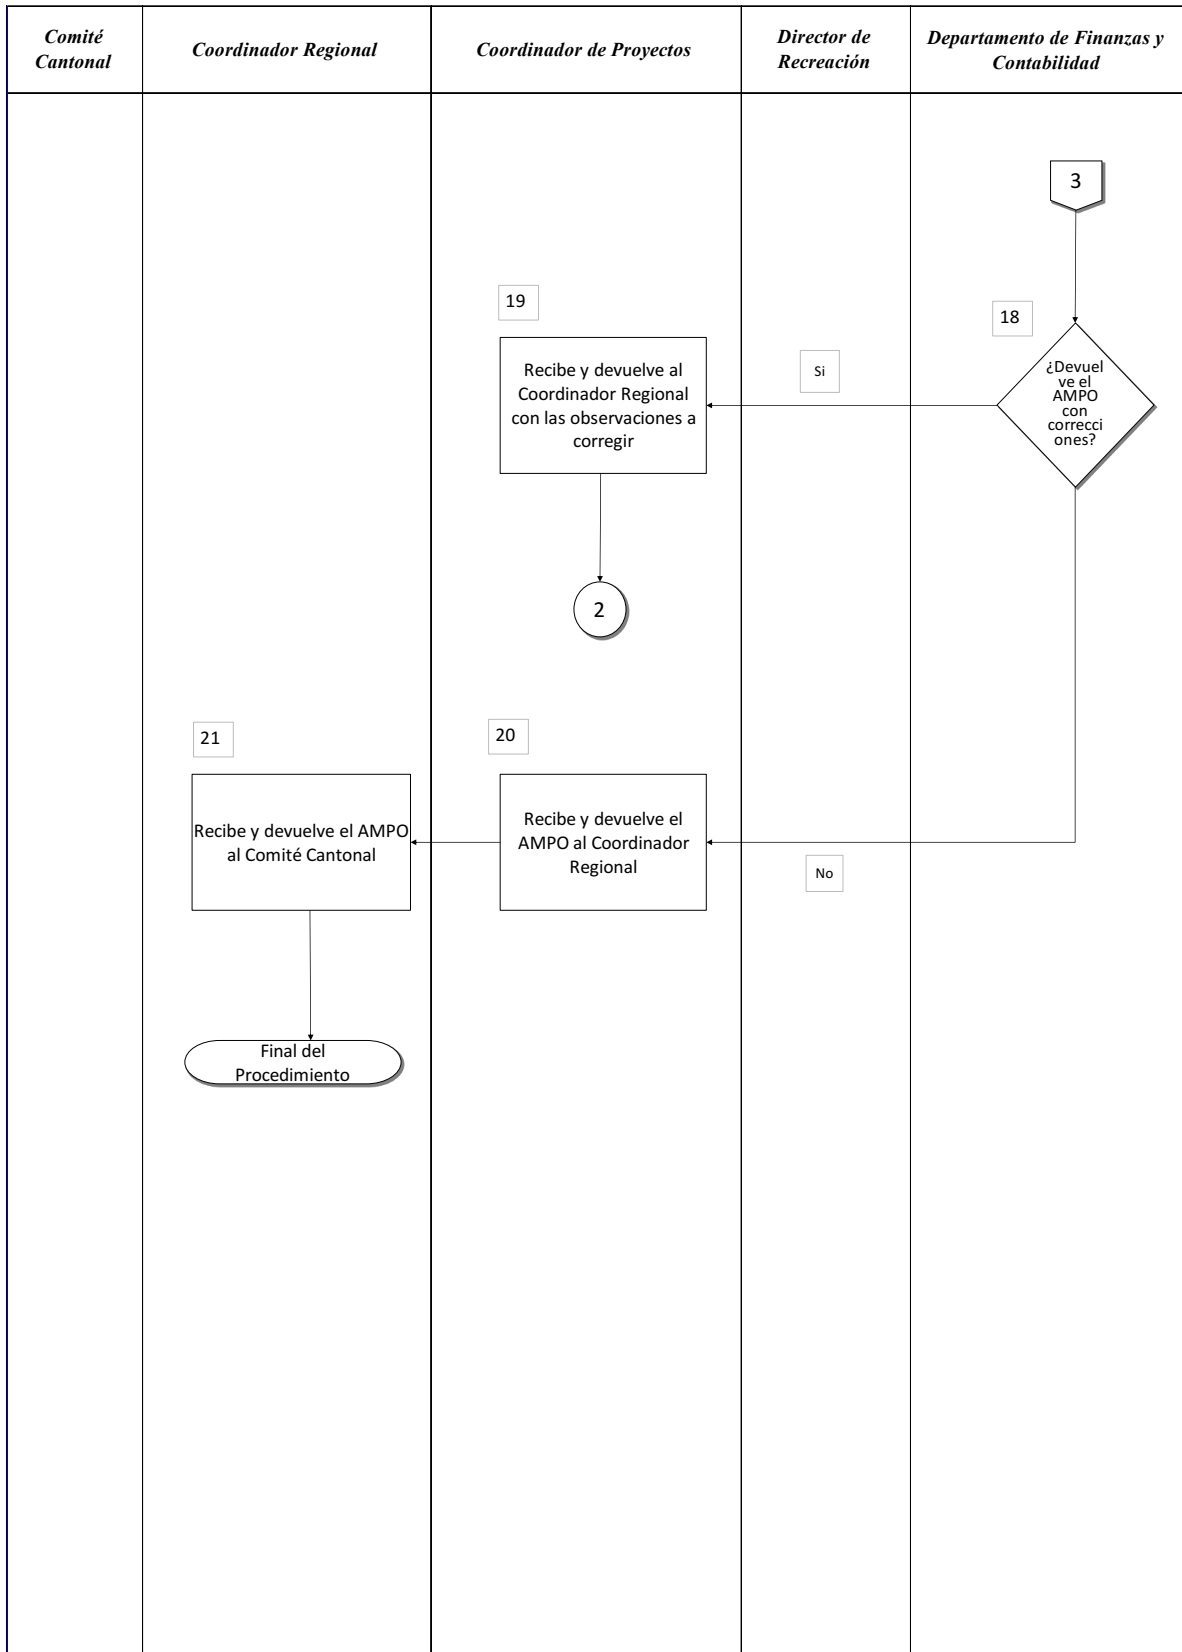 Comité
Cantonal
Coordinador Regional
Coordinador de Proyectos
Director de
Recreación
Departamento de Finanzas y
Contabilidad
3
19
18
Recibe y devuelve al
Coordinador Regional
con las observaciones a
corregir
Si
¿Devuel
ve el
AMPO
con
correcci
ones?
2
21
20
Recibe y devuelve el AMPO
al Comité Cantonal
Recibe y devuelve el
AMPO al Coordinador
Regional
No
Final del
Procedimiento